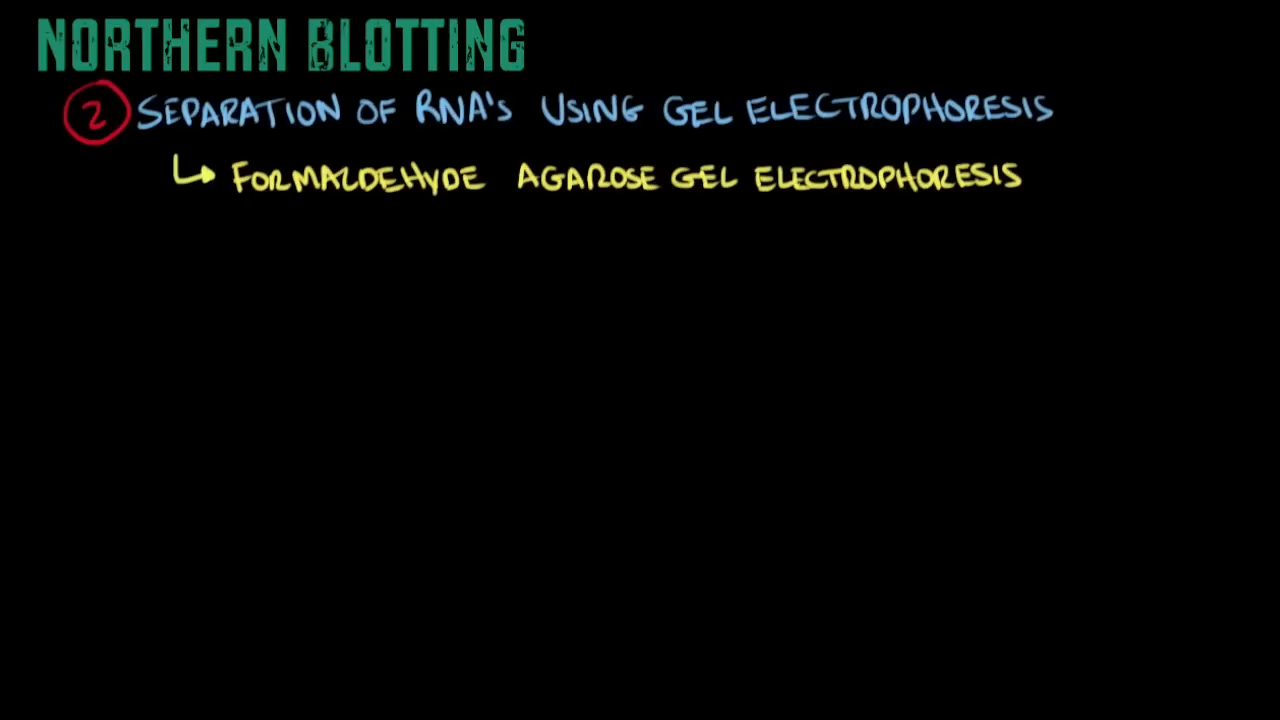 NORTHERN BLOTTING
2 SEPARATION OF RNA'S USING GEL ELECTROPHORESIS
↳ FORMALDEHYDE AGAROSE GEL ELECTROPHORESIS